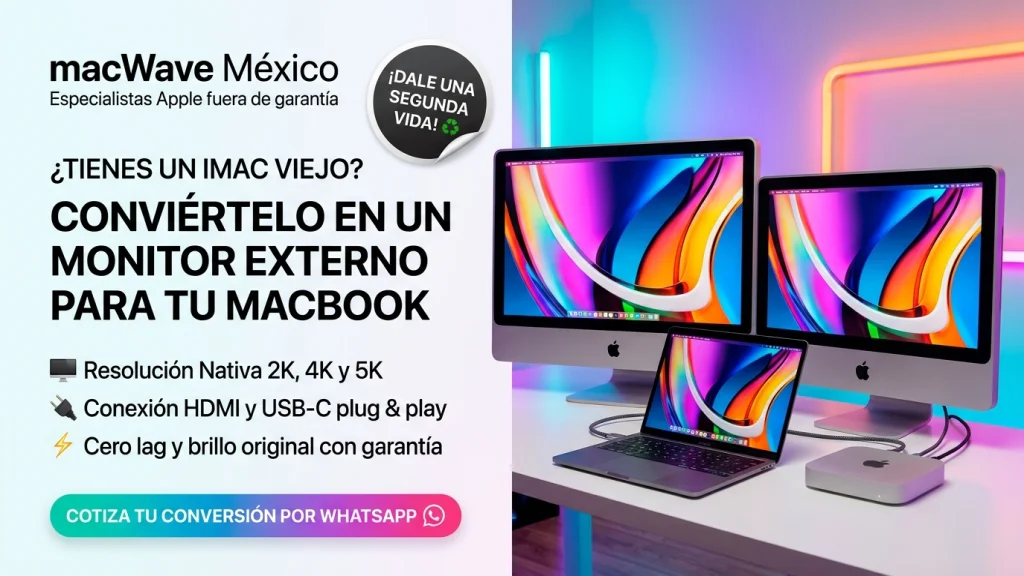 macWave México
Especialistas Apple fuera de garantía
¡DALE UNA
SEGUNDA
VIDA! ♻
¿TIENES UN IMAC VIEJO?
CONVIÉRTELO EN UN
MONITOR EXTERNO
PARA TU MACBOOK
🖥️ Resolución Nativa 2K, 4K y 5K
🔌 Conexión HDMI y USB-C plug & play
⚡ Cero lag y brillo original con garantía
COTIZA TU CONVERSIÓN POR WHATSAPP